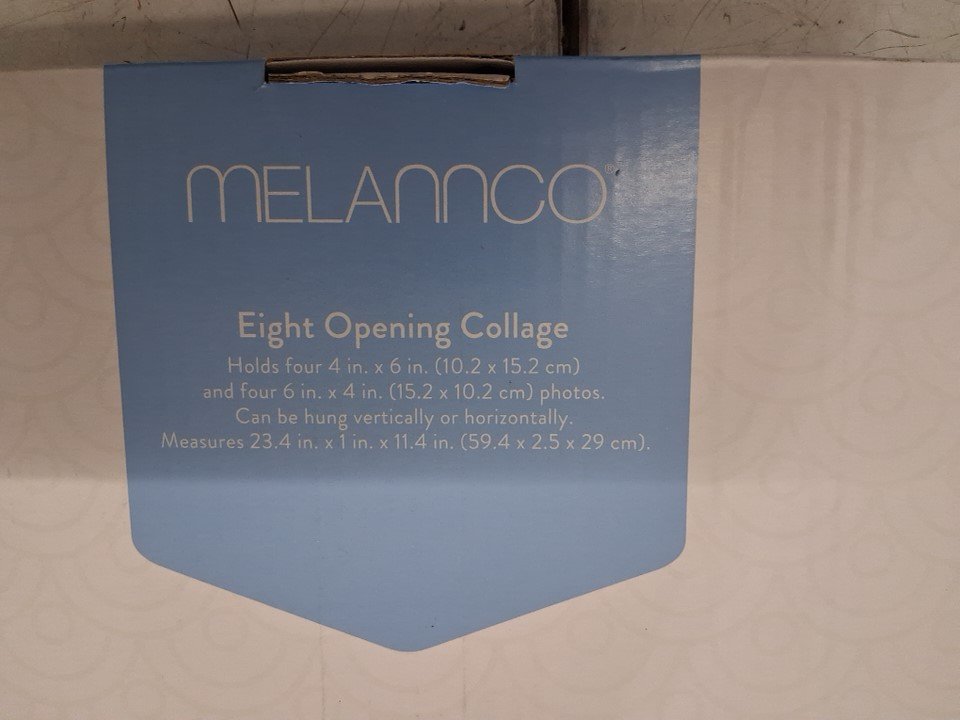 MELANNCO®
Eight Opening Collage
Holds four 4 in. x 6 in. (10.2 x 15.2 cm)
and four 6 in. x 4 in. (15.2 x 10.2 cm) photos.
Can be hung vertically or horizontally.
Measures 23.4 in. x 1 in. x 11.4 in. (59.4 x 2.5 x 29 cm).